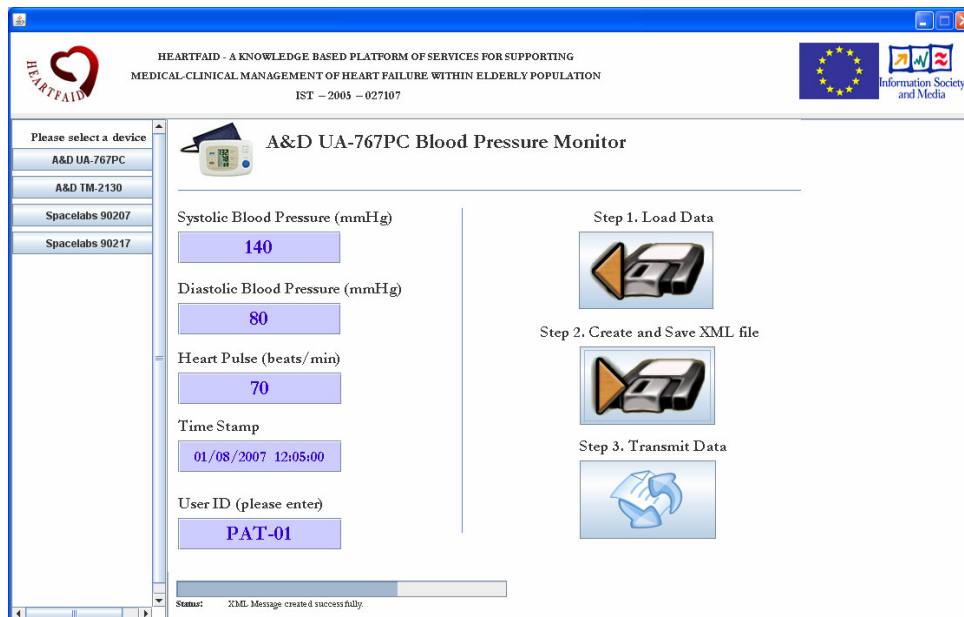 HEARTFAID
HEARTFAID - A KNOWLEDGE BASED PLATFORM OF SERVICES FOR SUPPORTING
MEDICAL-CLINICAL MANAGEMENT OF HEART FAILURE WITHIN ELDERLY POPULATION
IST – 2005 – 027107
Information Society
and Media
Please select a device
A&D UA-767PC
A&D TM-2130
Spacelabs 90207
Spacelabs 90217
A&D UA-767PC Blood Pressure Monitor
Systolic Blood Pressure (mmHg)
140
Diastolic Blood Pressure (mmHg)
80
Heart Pulse (beats/min)
70
Time Stamp
01/08/2007 12:05:00
User ID (please enter)
PAT-01
Step 1. Load Data
Step 2. Create and Save XML file
Step 3. Transmit Data
Status: XML Message created successfully.